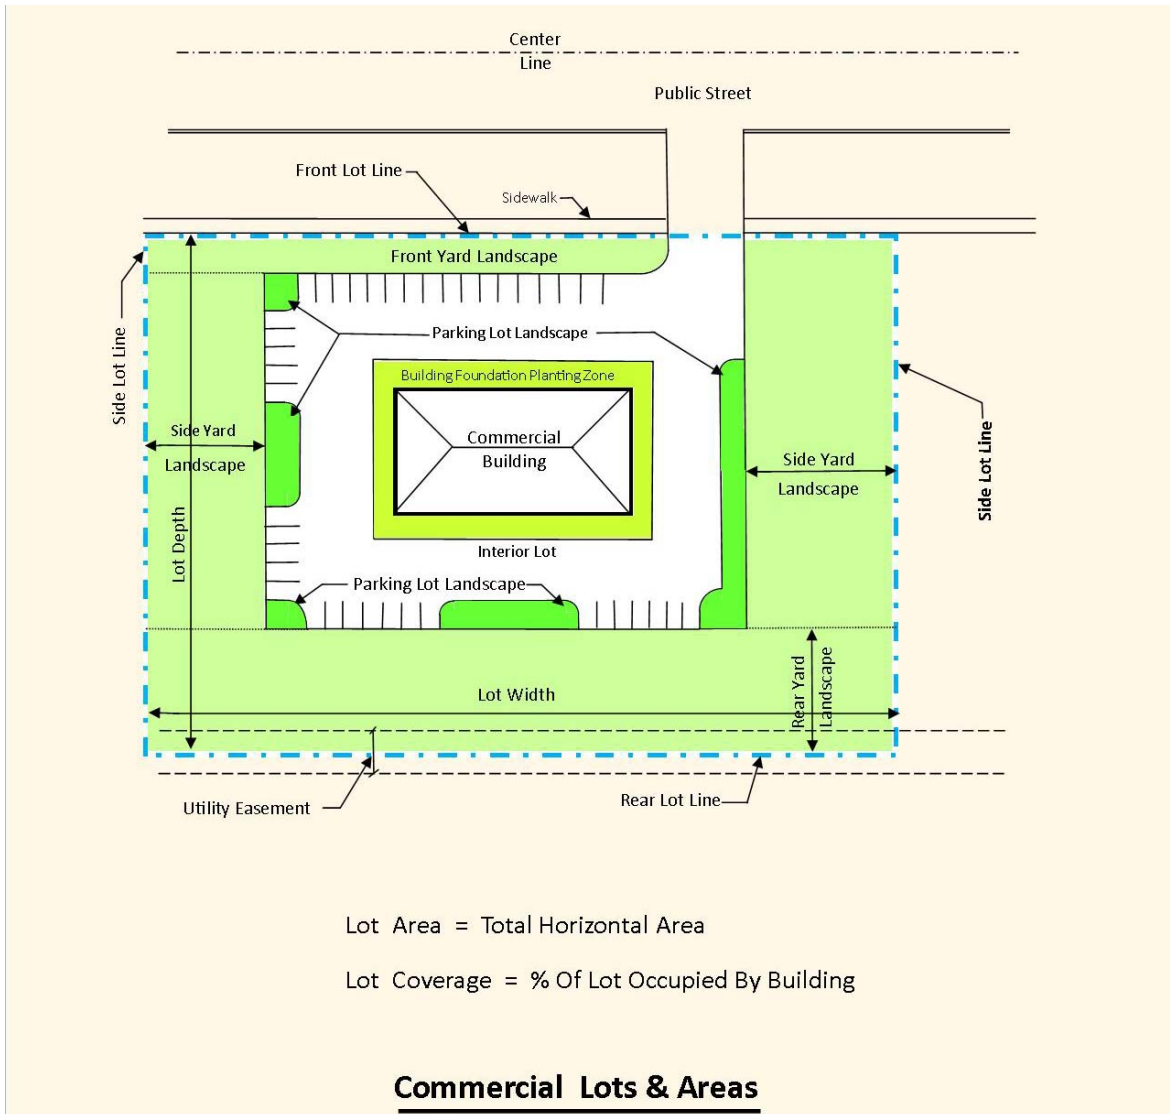 Center
Line
Public Street
Front Lot Line
Sidewalk
Front Yard Landscape
Side Lot Line
Parking Lot Landscape
Building Foundation Planting Zone
Side Yard
Landscape
Commercial
Building
Side Yard
Landscape
Side Lot Line
Lot Depth
Interior Lot
Parking Lot Landscape
Lot Width
Rear Yard
Landscape
Utility Easement
Rear Lot Line
Lot Area = Total Horizontal Area
Lot Coverage = % Of Lot Occupied By Building
Commercial Lots & Areas